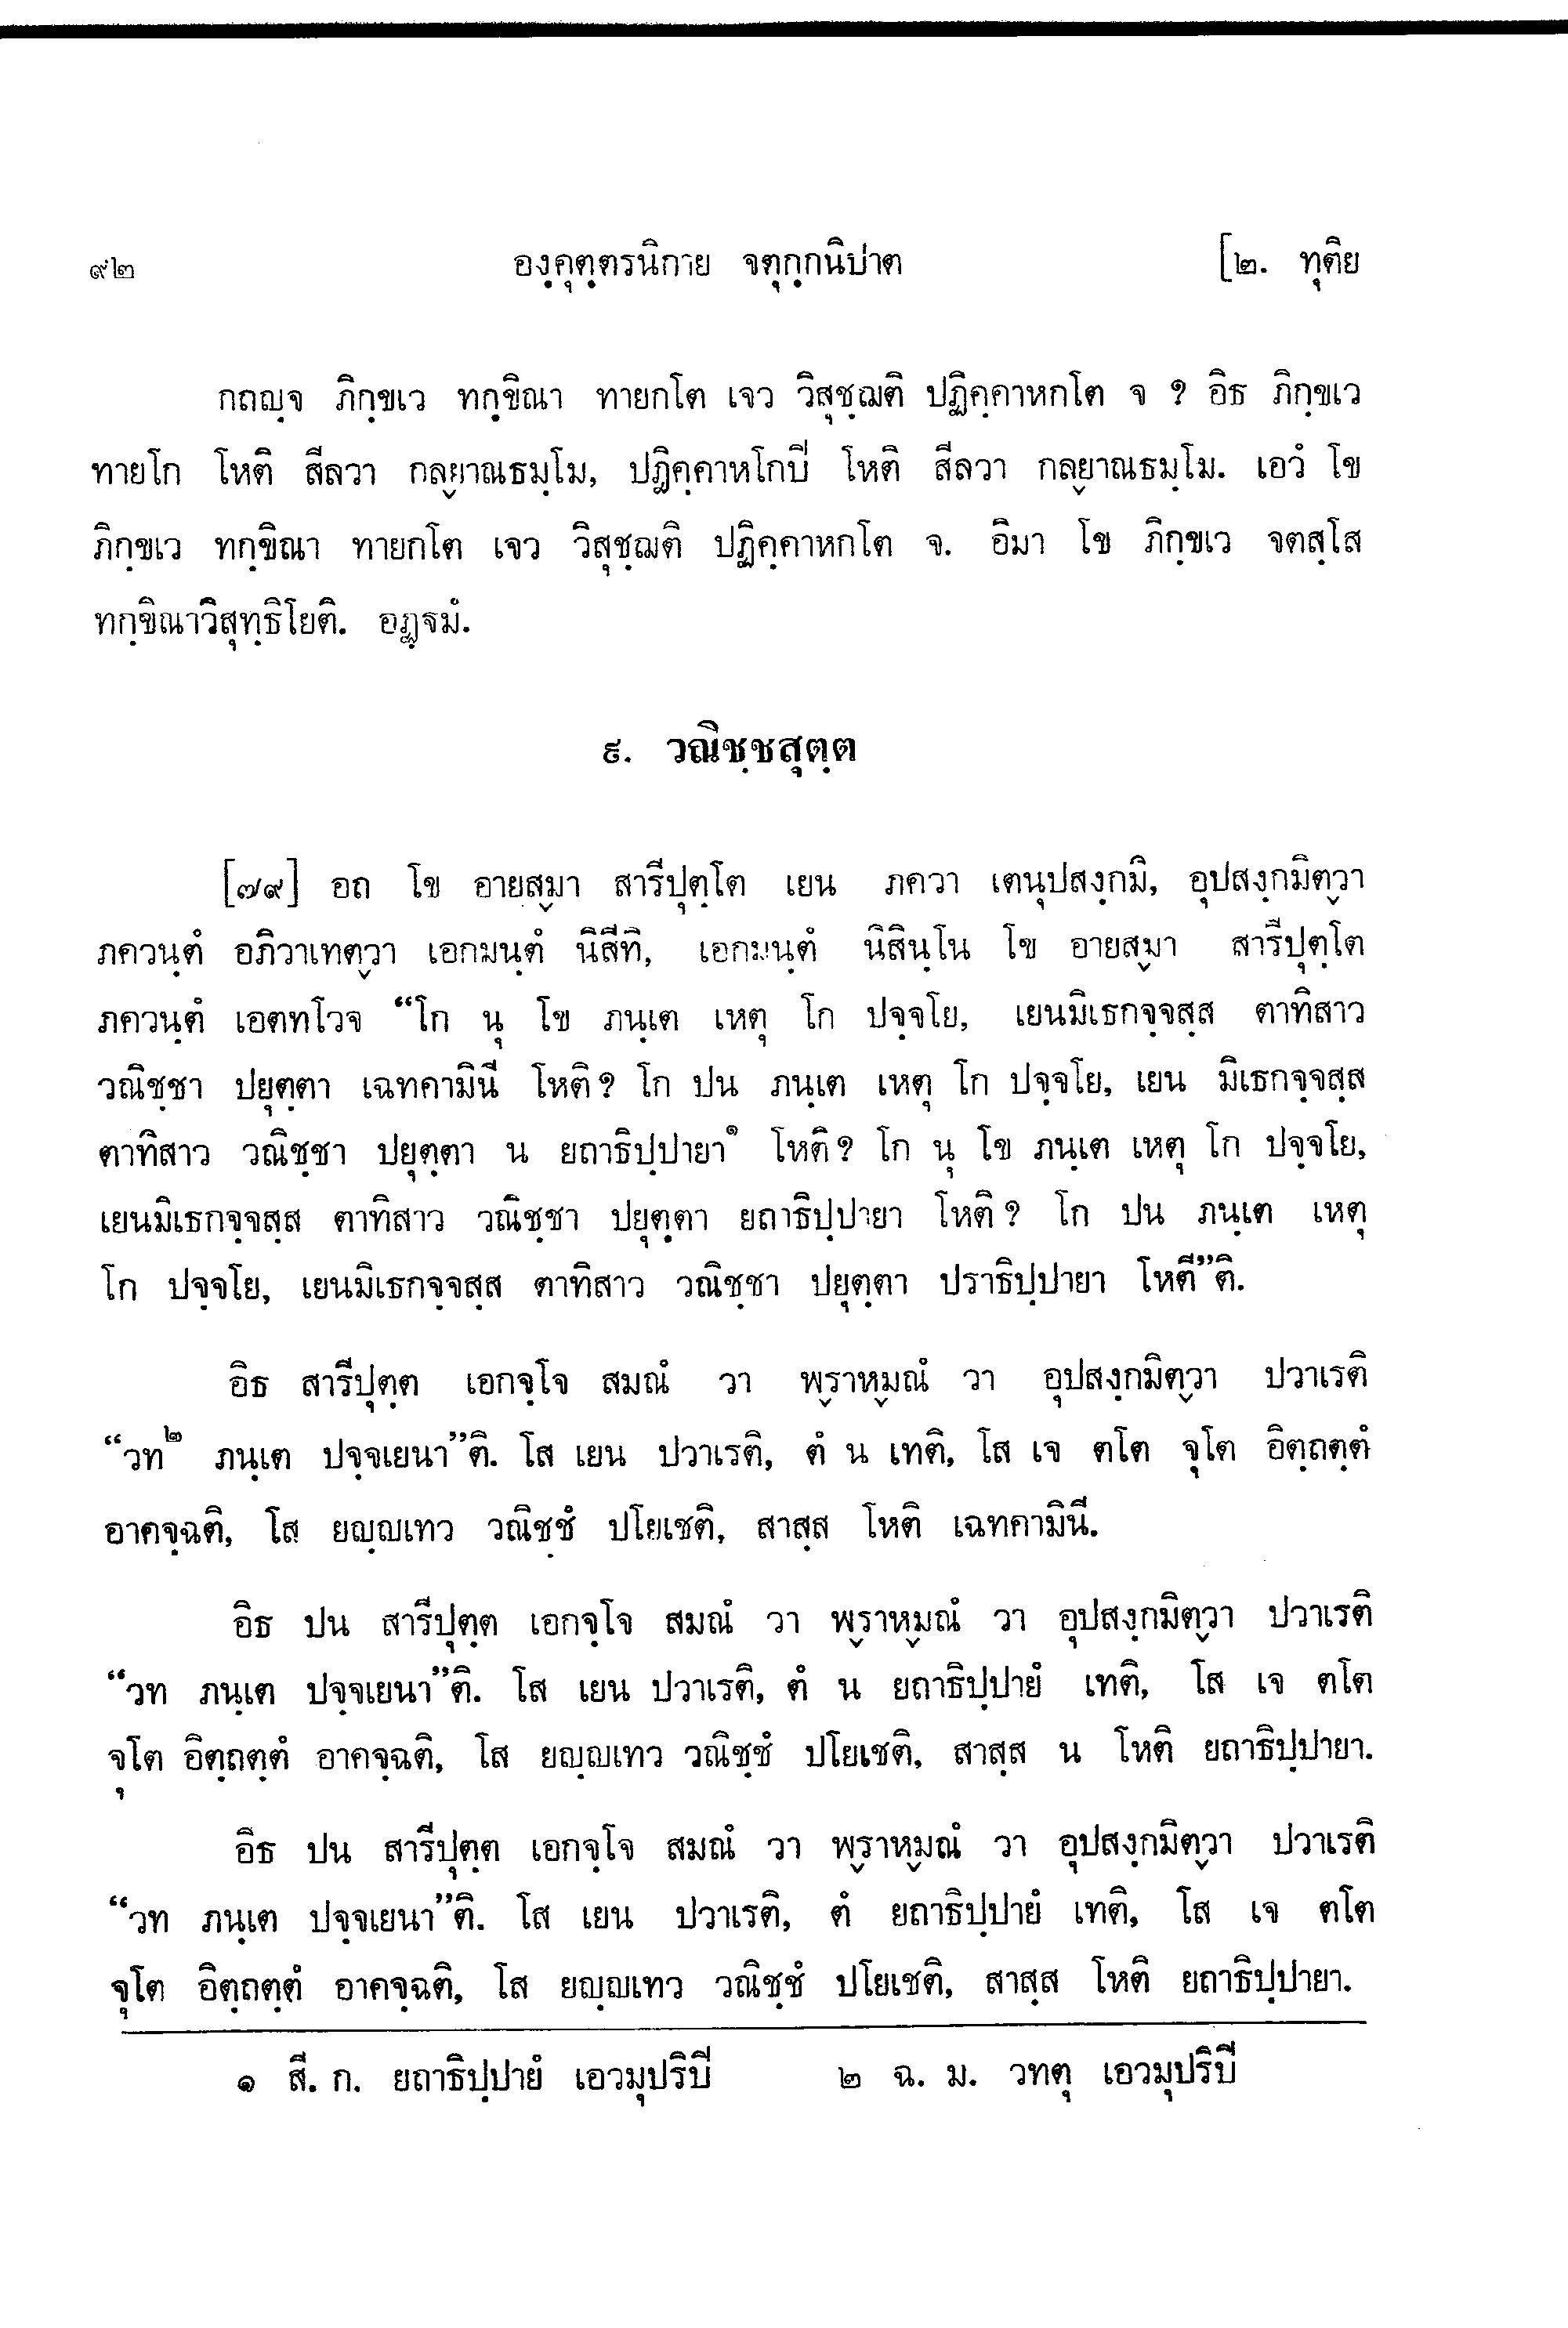 ๙๒ องฺคุตฺตรนิกาย จตุกฺกนิปาต [๒. ทุติย
กถญฺจ ภิกฺขเว ทกฺขิณา ทายกโต เจว วิสุชฺฌติ ปฏิคฺคาหกโต จ ? อิธ ภิกฺขเว
ทายโก โหติ สีลวา กลฺยาณธมฺโม, ปฏิคฺคาหโกปิ โหติ สีลวา กลฺยาณธมฺโม. เอวํ โข
ภิกฺขเว ทกฺขิณา ทายกโต เจว วิสุชฺฌติ ปฏิคฺคาหกโต จ. อิมา โข ภิกฺขเว จตสฺโส
ทกฺขิณาวิสุทฺธิโยติ. อฏฺฐมํ.
๙. วณิชฺชสุตฺต
[๗๙] อถ โข อายสฺมา สารีปุตฺโต เยน ภควา เตนุปสงฺกมิ, อุปสงฺกมิตฺวา
ภควนฺตํ อภิวาเทตฺวา เอกมนฺตํ นิสีทิ, เอกมนฺตํ นิสินฺโน โข อายสฺมา สารีปุตฺโต
ภควนฺตํ เอตทโวจ “โก นุ โข ภนฺเต เหตุ โก ปจฺจโย, เยนมิเธกจฺจสฺส ตาทิสาว
วณิชฺชา ปยุตฺตา เฉทคามินี โหติ? โก ปน ภนฺเต เหตุ โก ปจฺจโย, เยน มิเธกจฺจสฺส
ตาทิสาว วณิชฺชา ปยุตฺตา น ยถาธิปฺปายา๑ โหติ? โก นุ โข ภนฺเต เหตุ โก ปจฺจโย,
เยนมิเธกจฺจสฺส ตาทิสาว วณิชฺชา ปยุตฺตา ยถาธิปฺปายา โหติ? โก ปน ภนฺเต เหตุ
โก ปจฺจโย, เยนมิเธกจฺจสฺส ตาทิสาว วณิชฺชา ปยุตฺตา ปราธิปฺปายา โหตี”ติ.
อิธ สารีปุตฺต เอกจฺโจ สมณํ วา พฺราหฺมณํ วา อุปสงฺกมิตฺวา ปวาเรติ
“วท๒ ภนฺเต ปจฺจเยนา”ติ. โส เยน ปวาเรติ, ตํ น เทติ, โส เจ ตโต จุโต อิตฺถตฺตํ
อาคจฺฉติ, โส ยญฺญเทว วณิชฺชํ ปโยเชติ, สาสฺส โหติ เฉทคามินี.
อิธ ปน สารีปุตฺต เอกจฺโจ สมณํ วา พฺราหฺมณํ วา อุปสงฺกมิตฺวา ปวาเรติ
“วท ภนฺเต ปจฺจเยนา”ติ. โส เยน ปวาเรติ, ตํ น ยถาธิปฺปายํ เทติ, โส เจ ตโต
จุโต อิตฺถตฺตํ อาคจฺฉติ, โส ยญฺญเทว วณิชฺชํ ปโยเชติ, สาสฺส น โหติ ยถาธิปฺปายา.
อิธ ปน สารีปุตฺต เอกจฺโจ สมณํ วา พฺราหฺมณํ วา อุปสงฺกมิตฺวา ปวาเรติ
“วท ภนฺเต ปจฺจเยนา”ติ. โส เยน ปวาเรติ, ตํ ยถาธิปฺปายํ เทติ, โส เจ ตโต
จุโต อิตฺถตฺตํ อาคจฺฉติ, โส ยญฺญเทว วณิชฺชํ ปโยเชติ, สาสฺส โหติ ยถาธิปฺปายา.
๑ สี. ก. ยถาธิปฺปายํ เอวมุปริปี ๒ ฉ. ม. วทตุ เอวมุปริปี